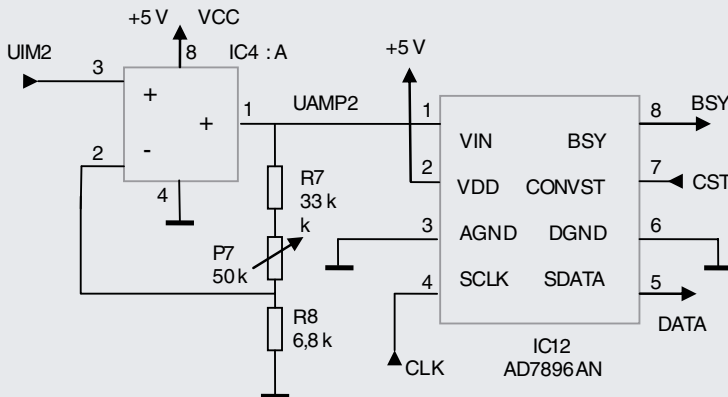 +5 V VCC
8 IC4 : A
UIM2
3
+
+
1
UAMP2
2
-
4
R7
33 k
k
P7
50 k
R8
6,8 k
+5 V
1
VIN
BSY
8
BSY
2
VDD
CONVST
7
CST
3
AGND
DGND
6
4
SCLK
SDATA
5
DATA
CLK
IC12
AD7896AN